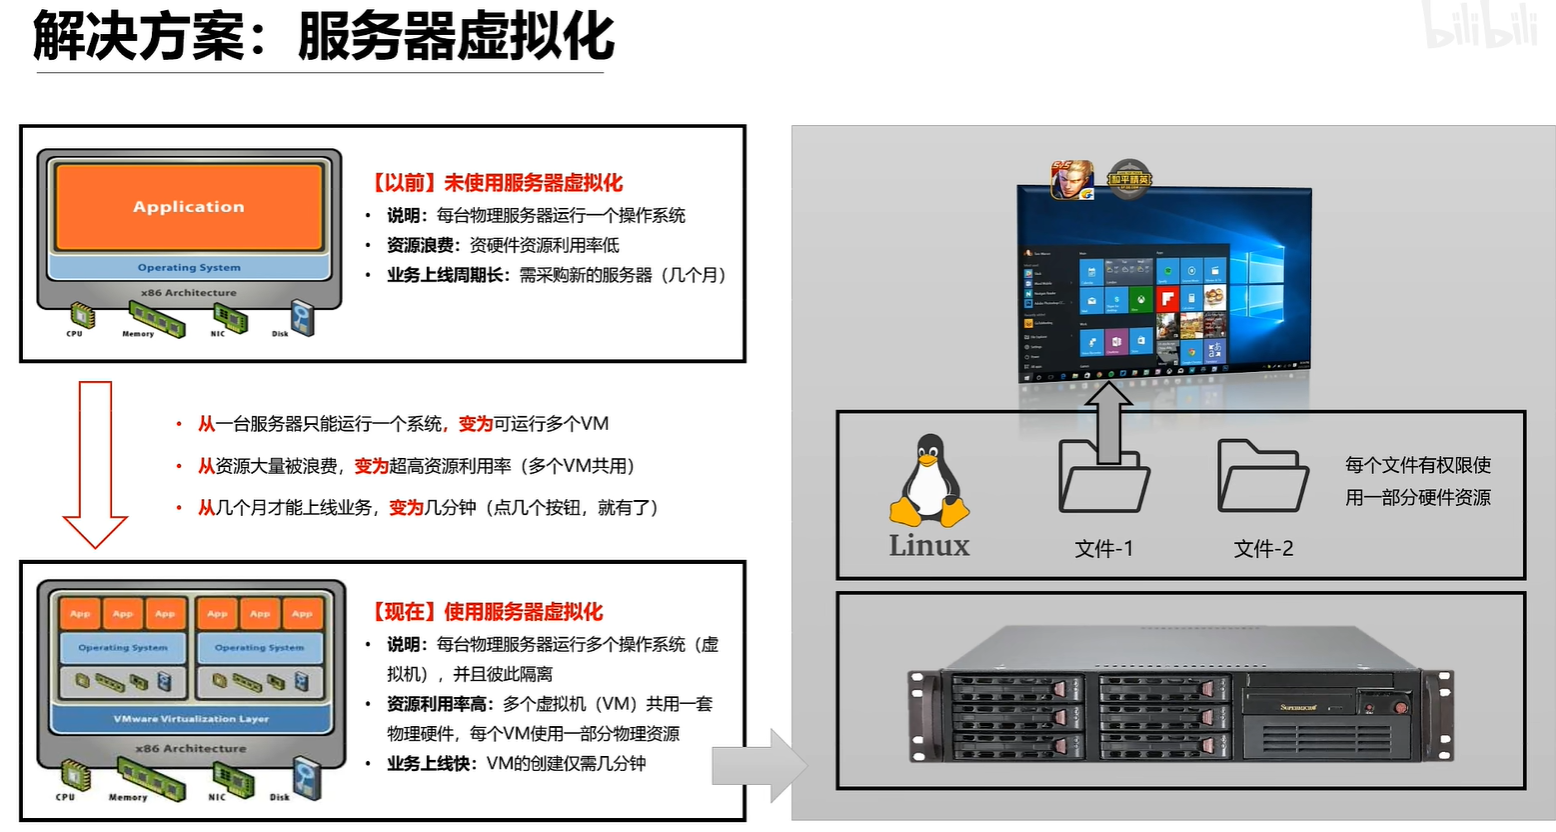 解决方案：服务器虚拟化
bilibili
Application
Operating System
x86 Architecture
CPU
Memory
NIC
Disk
【以前】未使用服务器虚拟化
• 说明：每台物理服务器运行一个操作系统
• 资源浪费：资硬件资源利用率低
• 业务上线周期长：需采购新的服务器（几个月）
• 从一台服务器只能运行一个系统，变为可运行多个VM
• 从资源大量被浪费，变为超高资源利用率（多个VM共用）
• 从几个月才能上线业务，变为几分钟（点几个按钮，就有了）
App App App App App App
Operating System Operating System
VMware Virtualization Layer
x86 Architecture
CPU
Memory
NIC
Disk
【现在】使用服务器虚拟化
• 说明：每台物理服务器运行多个操作系统（虚
拟机），并且彼此隔离
• 资源利用率高：多个虚拟机（VM）共用一套
物理硬件，每个VM使用一部分物理资源
• 业务上线快：VM的创建仅需几分钟
5v5
和平精英
Linux
文件-1
文件-2
每个文件有权限使
用一部分硬件资源